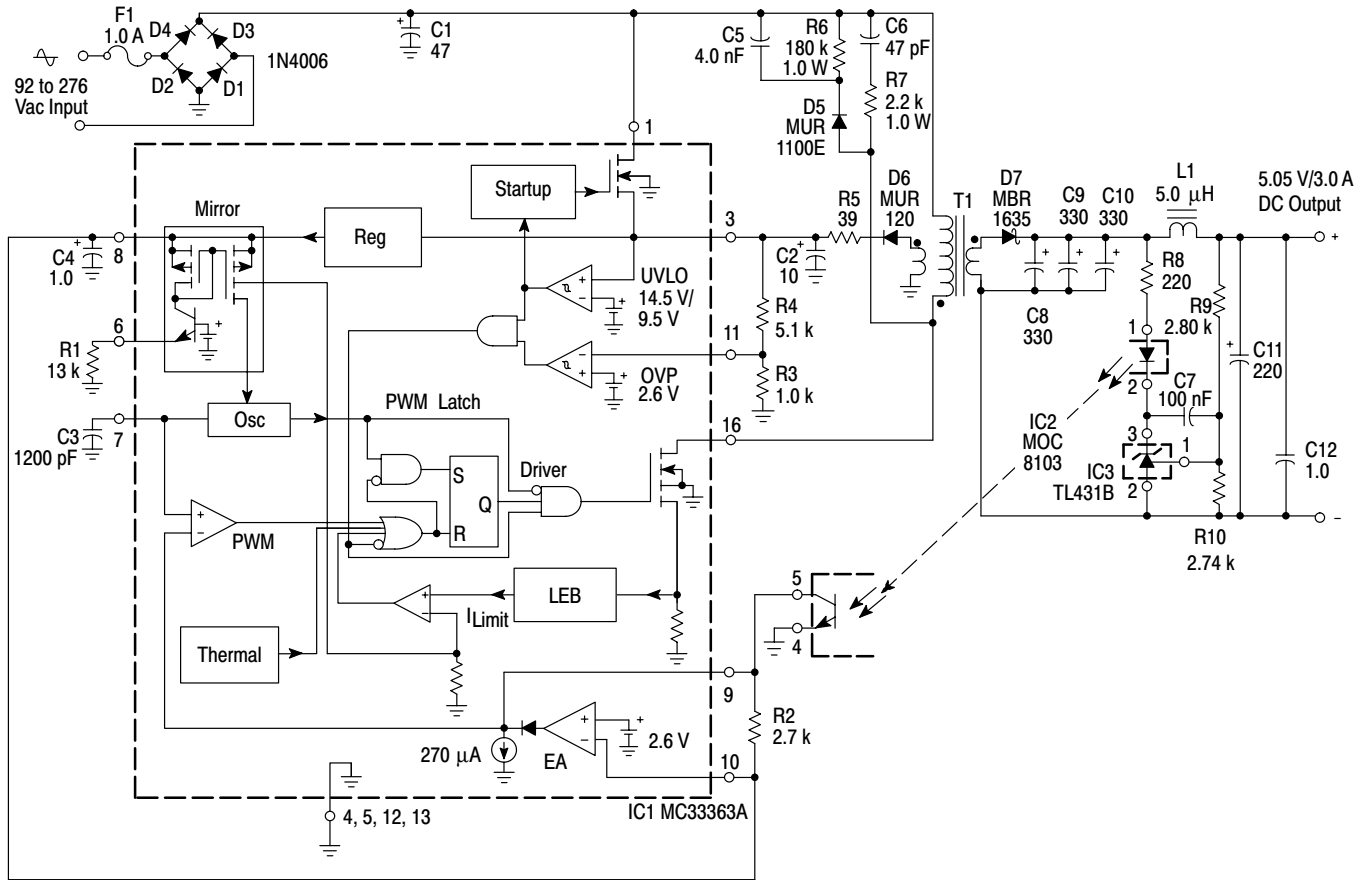 F1
1.0 A
D4
D3
D2
D1
1N4006
92 to 276
Vac Input
+
C1
47
C5
4.0 nF
R6
180 k
1.0 W
C6
47 pF
R7
2.2 k
1.0 W
D5
MUR
1100E
1
Startup
Mirror
Reg
3
8
+
C4
1.0
6
R1
13 k
+
7
C3
1200 pF
Osc
UVLO
14.5 V/
9.5 V
+
−
+
OVP
2.6 V
−
+
+
11
R4
5.1 k
R3
1.0 k
+
C2
10
R5
39
D6
MUR
120
T1
D7
MBR
1635
C9
330
C10
330
+
+
+
C8
330
L1
5.0 µH
5.05 V/3.0 A
DC Output
+
R8
220
R9
2.80 k
+
C11
220
1
2
C7
100 nF
IC2
MOC
8103
3
1
IC3
TL431B
2
C12
1.0
−
R10
2.74 k
PWM Latch
S
Q
R
Driver
16
+
−
PWM
LEB
+
−
ILimit
Thermal
5
4
9
R2
2.7 k
270 µA
EA
+
−
+
2.6 V
10
IC1 MC33363A
4, 5, 12, 13